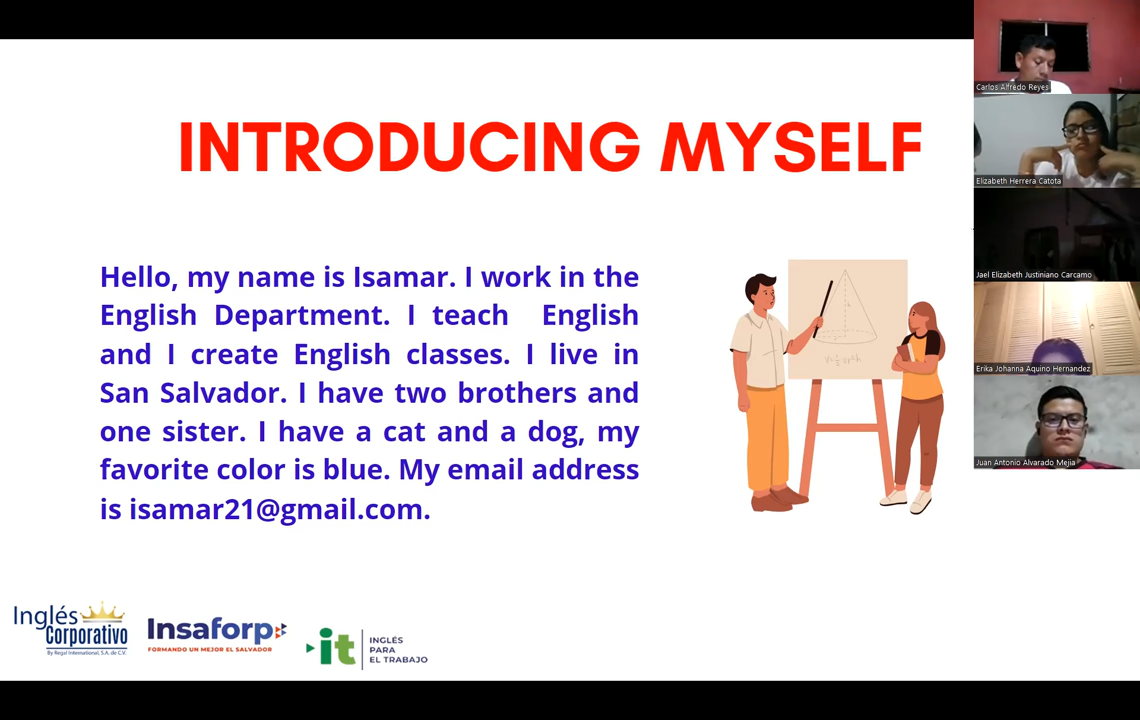 INTRODUCING MYSELF
Hello, my name is Isamar. I work in the
English Department. I teach English
and I create English classes. I live in
San Salvador. I have two brothers and
one sister. I have a cat and a dog, my
favorite color is blue. My email address
is isamar21@gmail.com.
Inglés
Corporativo
By Regal International, S.A. de C.V.
Insaforp
FORMANDO UN MEJOR EL SALVADOR
it
INGLÉS
PARA
EL TRABAJO
Carlos Alfredo Reyes
Elizabeth Herrera Catota
Jael Elizabeth Justiniano Carcamo
Erika Johanna Aquino Hernandez
Juan Antonio Alvarado Mejia